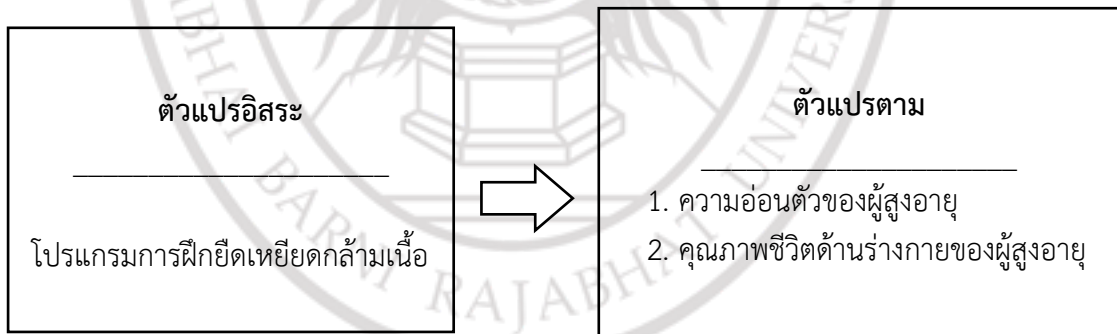 ตัวแปรอิสระ
โปรแกรมการฝึกยืดเหยียดกล้ามเนื้อ
ตัวแปรตาม
1. ความอ่อนตัวของผู้สูงอายุ
2. คุณภาพชีวิตด้านร่างกายของผู้สูงอายุ
BARNI RAJABHAT